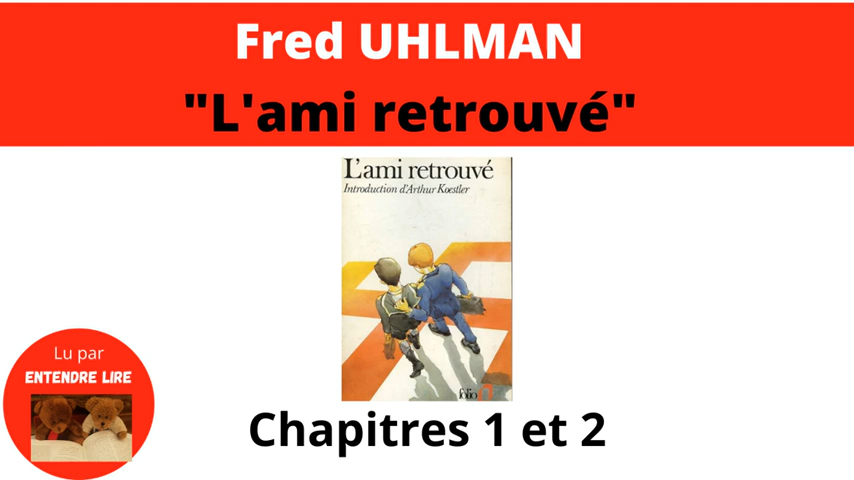 Fred UHLMAN
"L'ami retrouvé"
L'ami retrouvé
Introduction d'Arthur Koestler
folio
Lu par
ENTENDRE LIRE
Chapitres 1 et 2